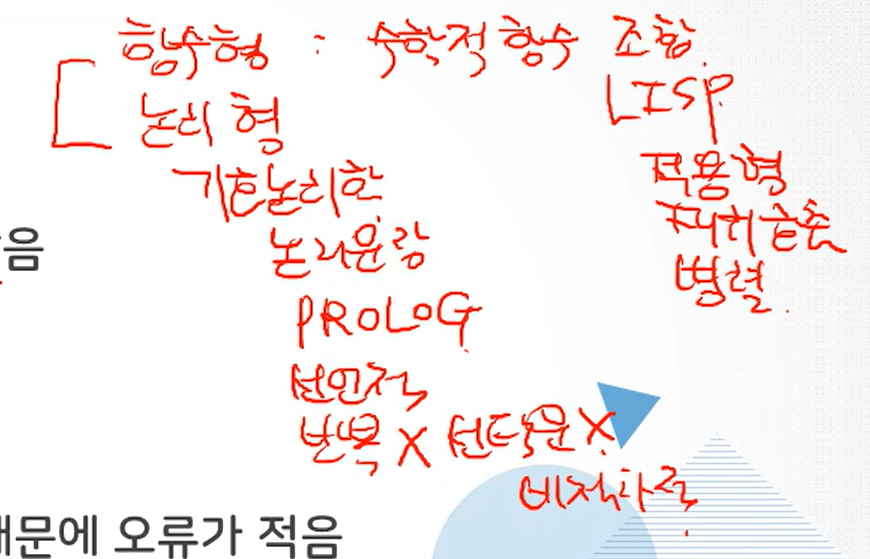 함수형 : 수학적 함수 조합
LISP
논리형
적용형
기호논리학
재귀호출
음
논리문장
병렬
PROLOG
선언적
반복 X 선택문 X
비절차적
때문에 오류가 적음